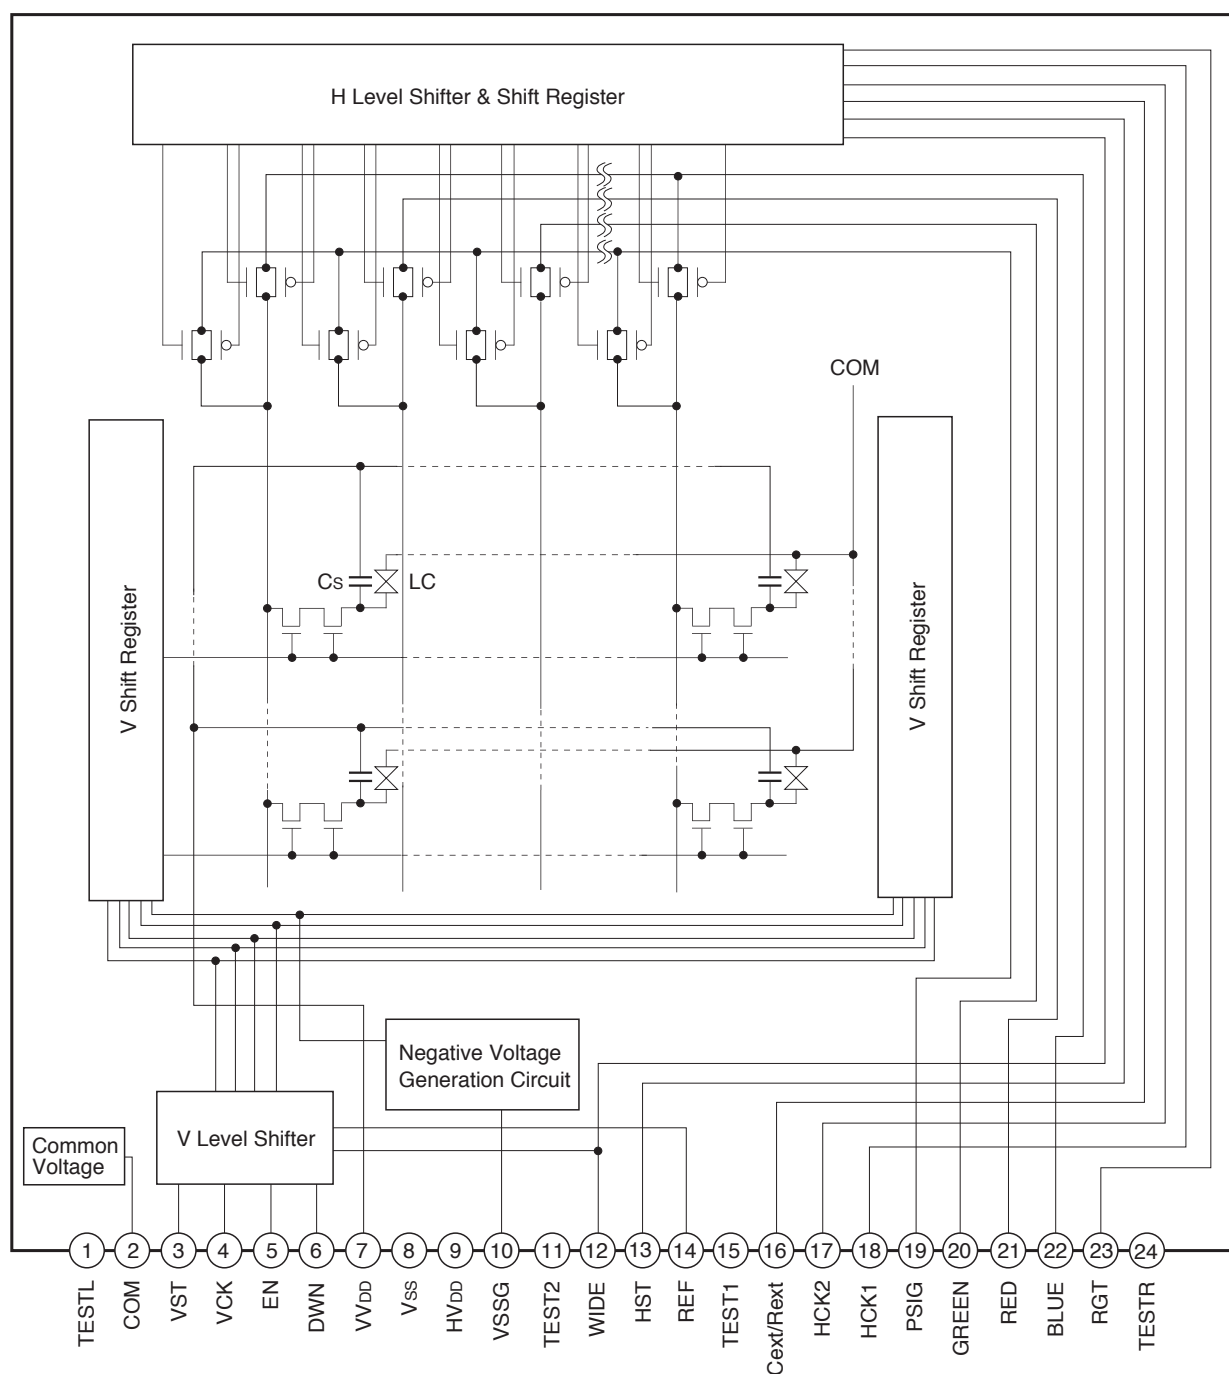 H Level Shifter & Shift Register
COM
V Shift Register
Cs
LC
V Shift Register
Negative Voltage
Generation Circuit
V Level Shifter
Common
Voltage
1 2 3 4 5 6 7 8 9 10 11 12 13 14 15 16 17 18 19 20 21 22 23 24
TESTL
COM
VST
VCK
EN
DWN
VVDD
VSS
HVDD
VSSG
TEST2
WIDE
HST
REF
TEST1
Cext/Rext
HCK2
HCK1
PSIG
GREEN
RED
BLUE
RGT
TESTR